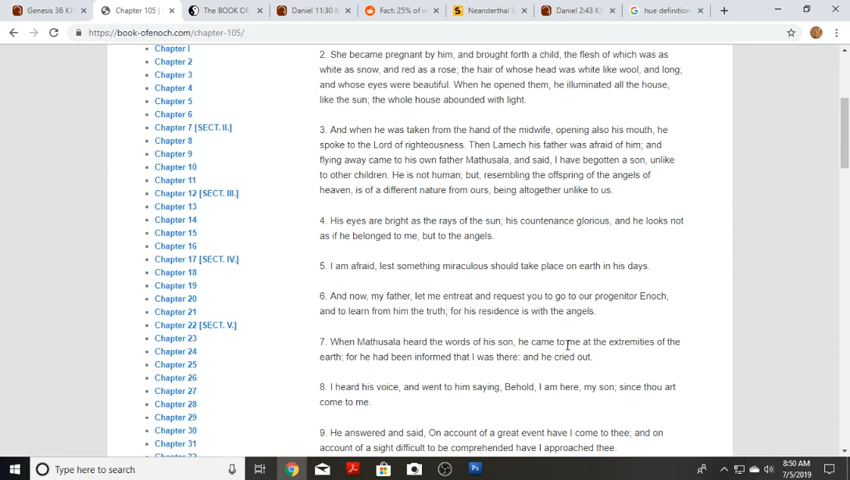 Genesis 36 KJ
Chapter 105 |
The BOOK OF
Daniel 11:30 K
Fact: 25% of w
Neanderthal S
Daniel 2:43 KJ
hue definition
https://book-ofenoch.com/chapter-105/
Chapter I
Chapter 2
Chapter 3
Chapter 4
Chapter 5
Chapter 6
Chapter 7 [SECT. II.]
Chapter 8
Chapter 9
Chapter 10
Chapter 11
Chapter 12 [SECT. III.]
Chapter 13
Chapter 14
Chapter 15
Chapter 16
Chapter 17 [SECT. IV.]
Chapter 18
Chapter 19
Chapter 20
Chapter 21
Chapter 22 [SECT. V.]
Chapter 23
Chapter 24
Chapter 25
Chapter 26
Chapter 27
Chapter 28
Chapter 29
Chapter 30
Chapter 31
2. She became pregnant by him, and brought forth a child, the flesh of which was as
white as snow, and red as a rose; the hair of whose head was white like wool, and long;
and whose eyes were beautiful. When he opened them, he illuminated all the house,
like the sun; the whole house abounded with light.
3. And when he was taken from the hand of the midwife, opening also his mouth, he
spoke to the Lord of righteousness. Then Lamech his father was afraid of him; and
flying away came to his own father Mathusala, and said, I have begotten a son, unlike
to other children. He is not human; but, resembling the offspring of the angels of
heaven, is of a different nature from ours, being altogether unlike to us.
4. His eyes are bright as the rays of the sun; his countenance glorious, and he looks not
as if he belonged to me, but to the angels.
5. I am afraid, lest something miraculous should take place on earth in his days.
6. And now, my father, let me entreat and request you to go to our progenitor Enoch,
and to learn from him the truth; for his residence is with the angels.
7. When Mathusala heard the words of his son, he came to me at the extremities of the
earth; for he had been informed that I was there: and he cried out.
8. I heard his voice, and went to him saying, Behold, I am here, my son; since thou art
come to me.
9. He answered and said, On account of a great event have I come to thee; and on
account of a sight difficult to be comprehended have I approached thee.
Type here to search
8:50 AM
7/5/2019